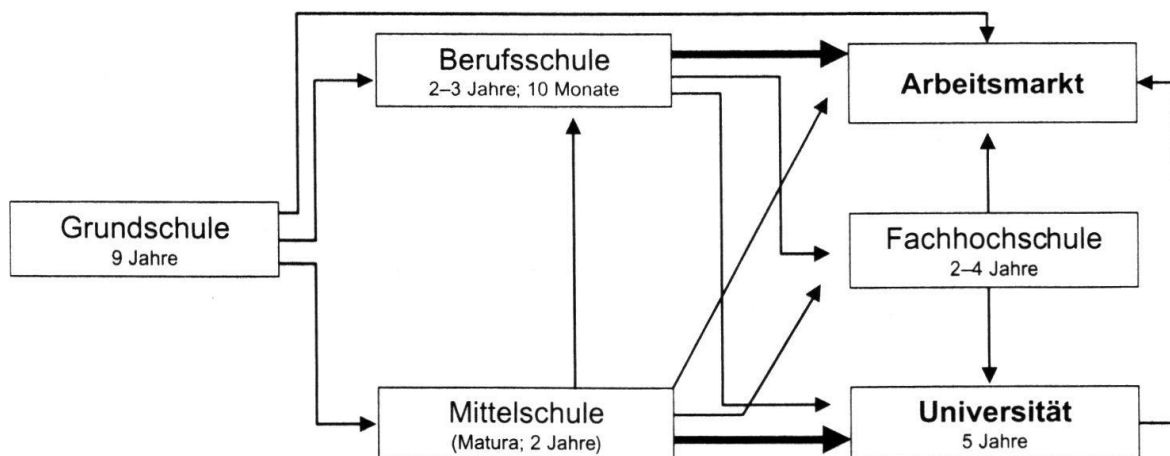 Berufsschule
2–3 Jahre; 10 Monate
Arbeitsmarkt
Grundschule
9 Jahre
Fachhochschule
2–4 Jahre
Mittelschule
(Matura; 2 Jahre)
Universität
5 Jahre